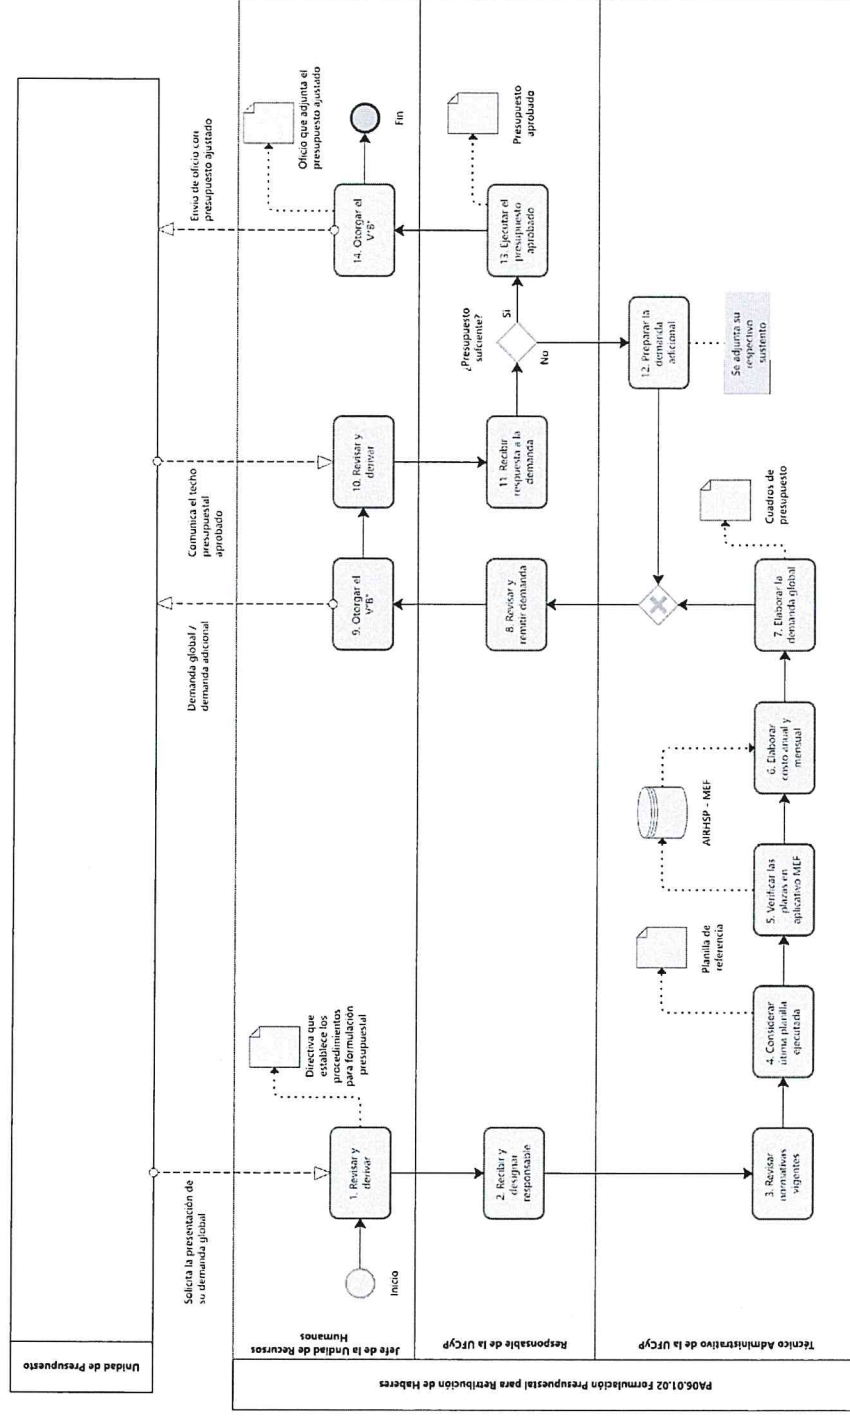 Unidad de Presupuesto
PA06.01.02 Formulación Presupuestal para Retribución de Haberes
Jefe de la Undiad de Recursos
Humanos
Responsable de la UFCyP
Técnico Administrativo de la UFCyP
Solicita la presentación de
su demanda global
Inicio
1. Revisar y
derivar
Directiva que
establece los
procedimientos
para formulación
presupuestal
2. Recibir y
designar
responsable
3. Revisar
normativas
vigentes
4. Considerar
última planilla
ejecutada
Planilla de
referencia
5. Verificar las
plazas en
aplicativo MEF
AIRHSP - MEF
6. Elaborar
costo anual y
mensual
7. Elaborar la
demanda global
Cuadros de
presupuesto
8. Revisar y
remitir demanda
9. Otorgar el
V°B°
Demanda global /
demanda adicional
Comunica el techo
presupuestal
aprobado
10. Revisar y
derivar
11. Recibir
respuesta a la
demanda
¿Presupuesto
suficiente?
Si
No
12. Preparar la
demanda
adicional
Se adjunta su
respectivo
sustento
13. Ejecutar el
presupuesto
aprobado
Presupuesto
aprobado
14. Otorgar el
V°B°
Oficio que adjunta el
presupuesto ajustado
Envio de oficio con
presupuesto ajustado
Fin